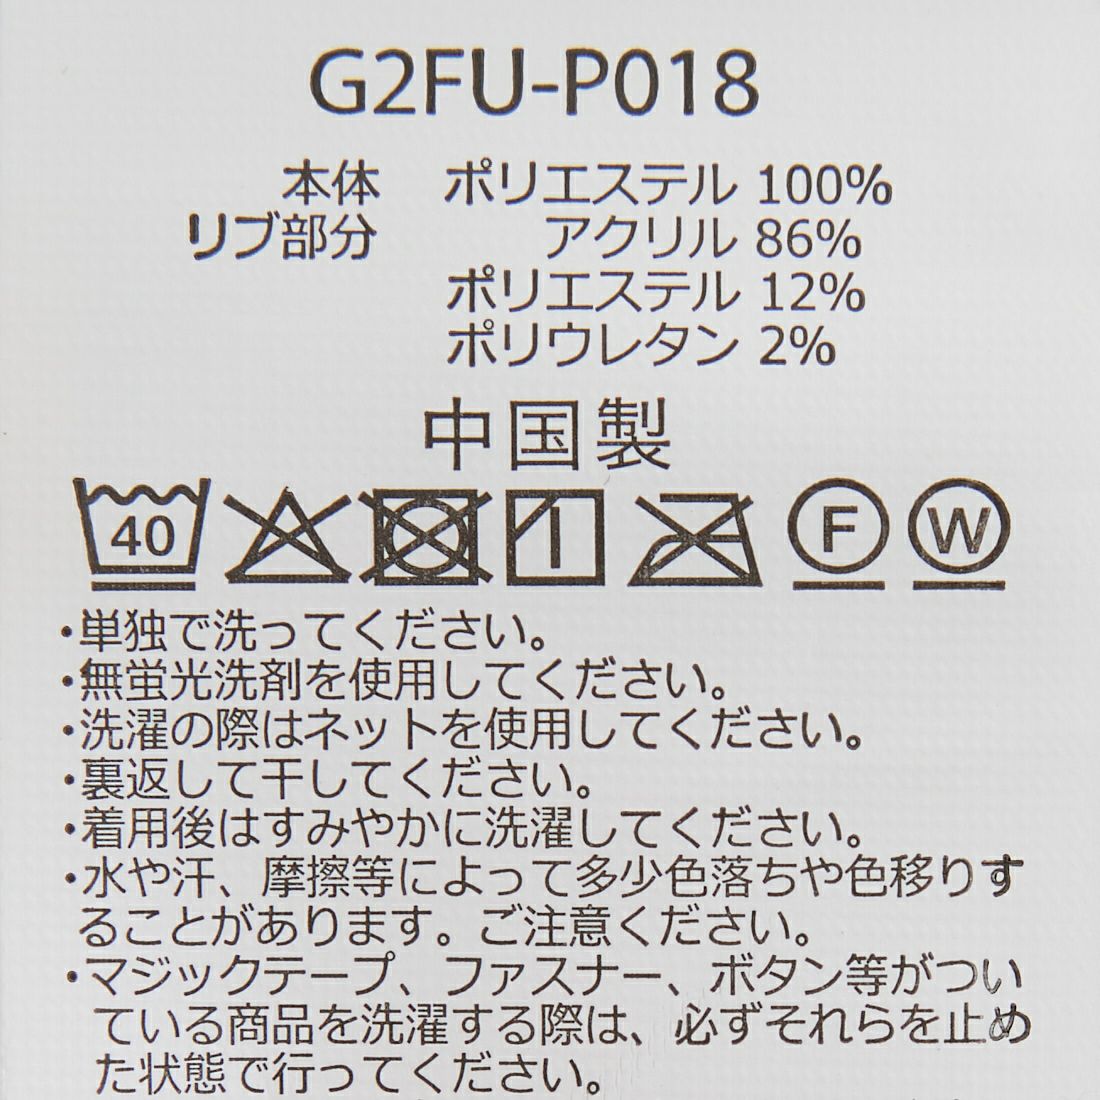 G2FU-P018
本体 ポリエステル 100%
リブ部分 アクリル 86%
ポリエステル 12%
ポリウレタン 2%
中国製
40 F W
・単独で洗ってください。
・無蛍光洗剤を使用してください。
・洗濯の際はネットを使用してください。
・裏返して干してください。
・着用後はすみやかに洗濯してください。
・水や汗、摩擦等によって多少色落ちや色移りす
ることがあります。ご注意ください。
・マジックテープ、ファスナー、ボタン等がつい
ている商品を洗濯する際は、必ずそれらを止め
た状態で行ってください。